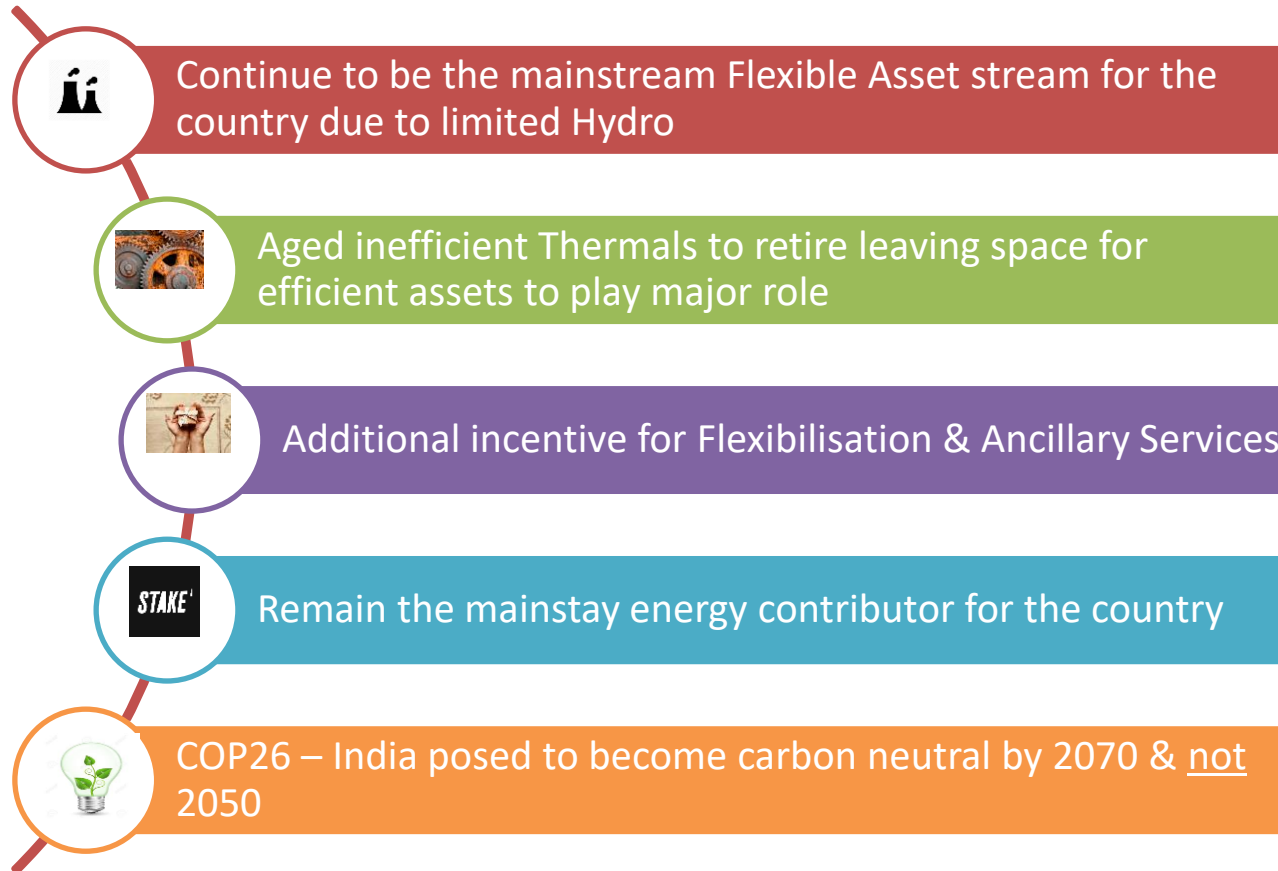 Continue to be the mainstream Flexible Asset stream for the
country due to limited Hydro
Aged inefficient Thermals to retire leaving space for
efficient assets to play major role
Additional incentive for Flexibilisation & Ancillary Services
STAKE'
Remain the mainstay energy contributor for the country
COP26 – India posed to become carbon neutral by 2070 & not
2050